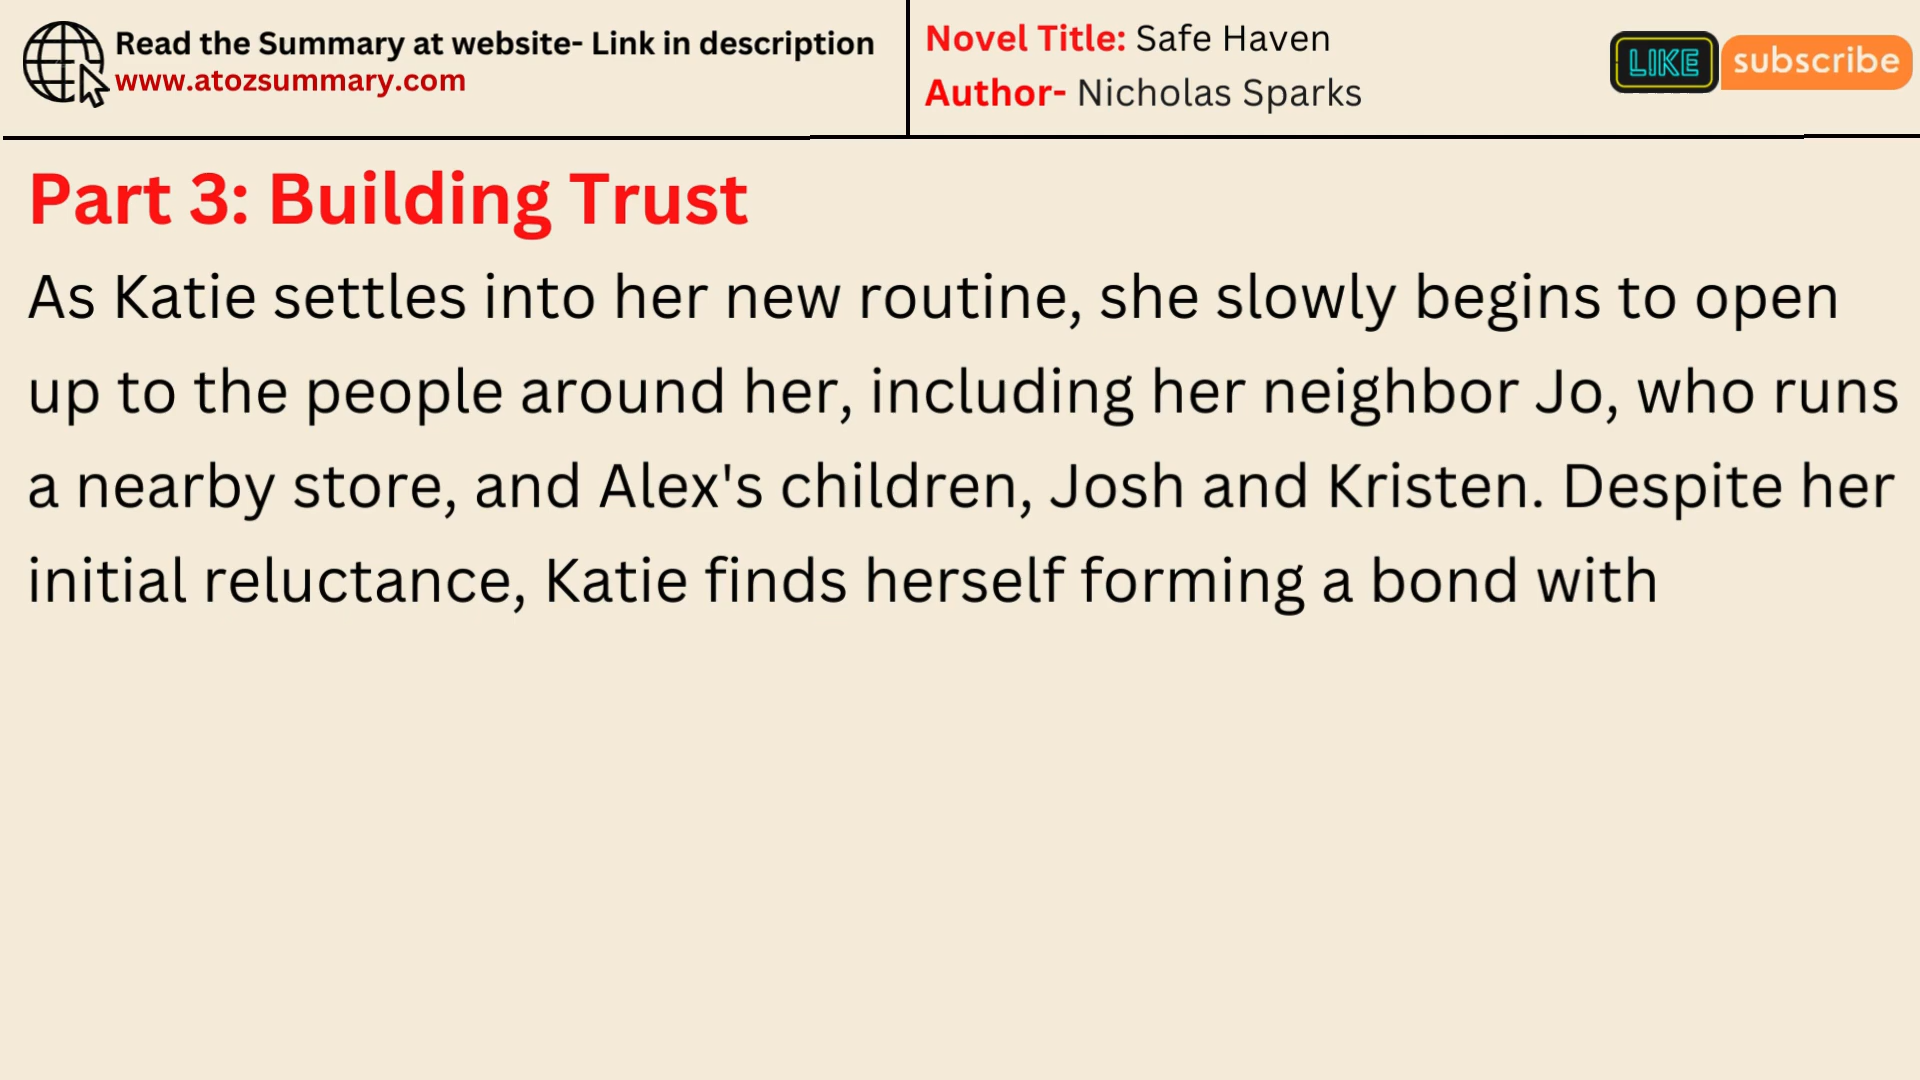 Read the Summary at website- Link in description
www.atozsummary.com
Novel Title: Safe Haven
Author- Nicholas Sparks
LIKE
subscribe
Part 3: Building Trust
As Katie settles into her new routine, she slowly begins to open
up to the people around her, including her neighbor Jo, who runs
a nearby store, and Alex's children, Josh and Kristen. Despite her
initial reluctance, Katie finds herself forming a bond with